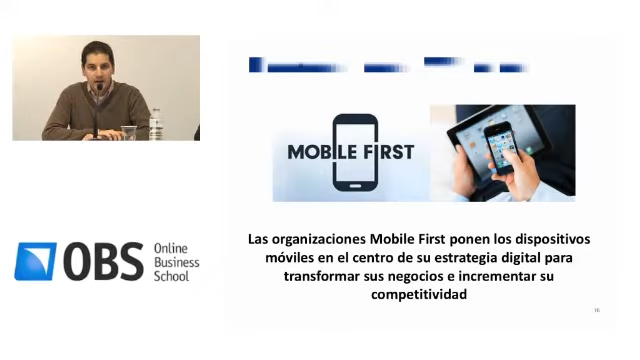 MOBILE FIRST
OBS
Online
Business
School
Las organizaciones Mobile First ponen los dispositivos
móviles en el centro de su estrategia digital para
transformar sus negocios e incrementar su
competitividad
16